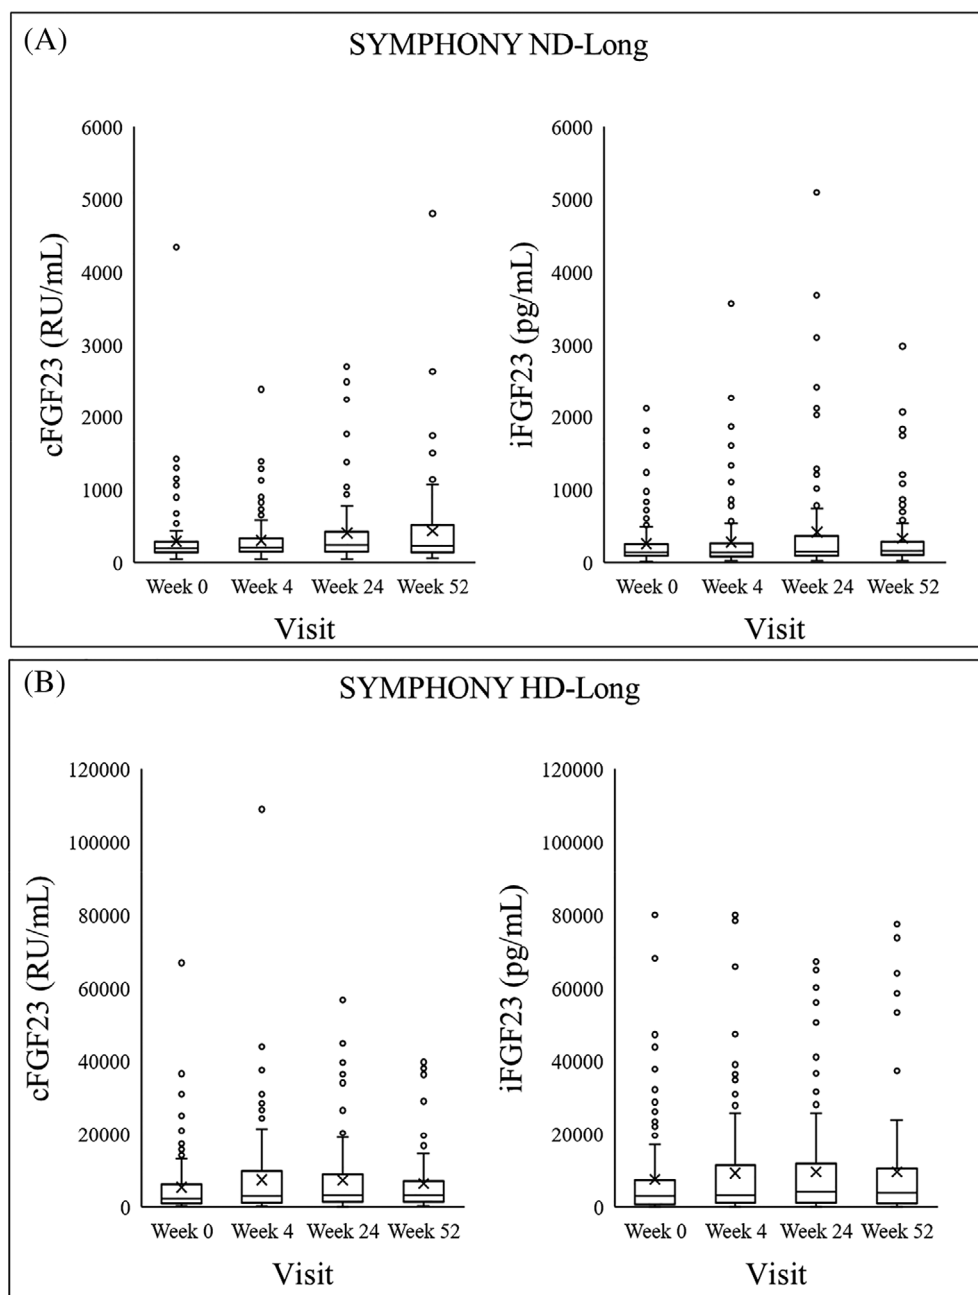 (A)
SYMPHONY ND-Long
cFGF23 (RU/mL)
6000
5000
4000
3000
2000
1000
0
Week 0 Week 4 Week 24 Week 52
Visit
iFGF23 (pg/mL)
6000
5000
4000
3000
2000
1000
0
Week 0 Week 4 Week 24 Week 52
Visit
(B)
SYMPHONY HD-Long
cFGF23 (RU/mL)
120000
100000
80000
60000
40000
20000
0
Week 0 Week 4 Week 24 Week 52
Visit
iFGF23 (pg/mL)
120000
100000
80000
60000
40000
20000
0
Week 0 Week 4 Week 24 Week 52
Visit